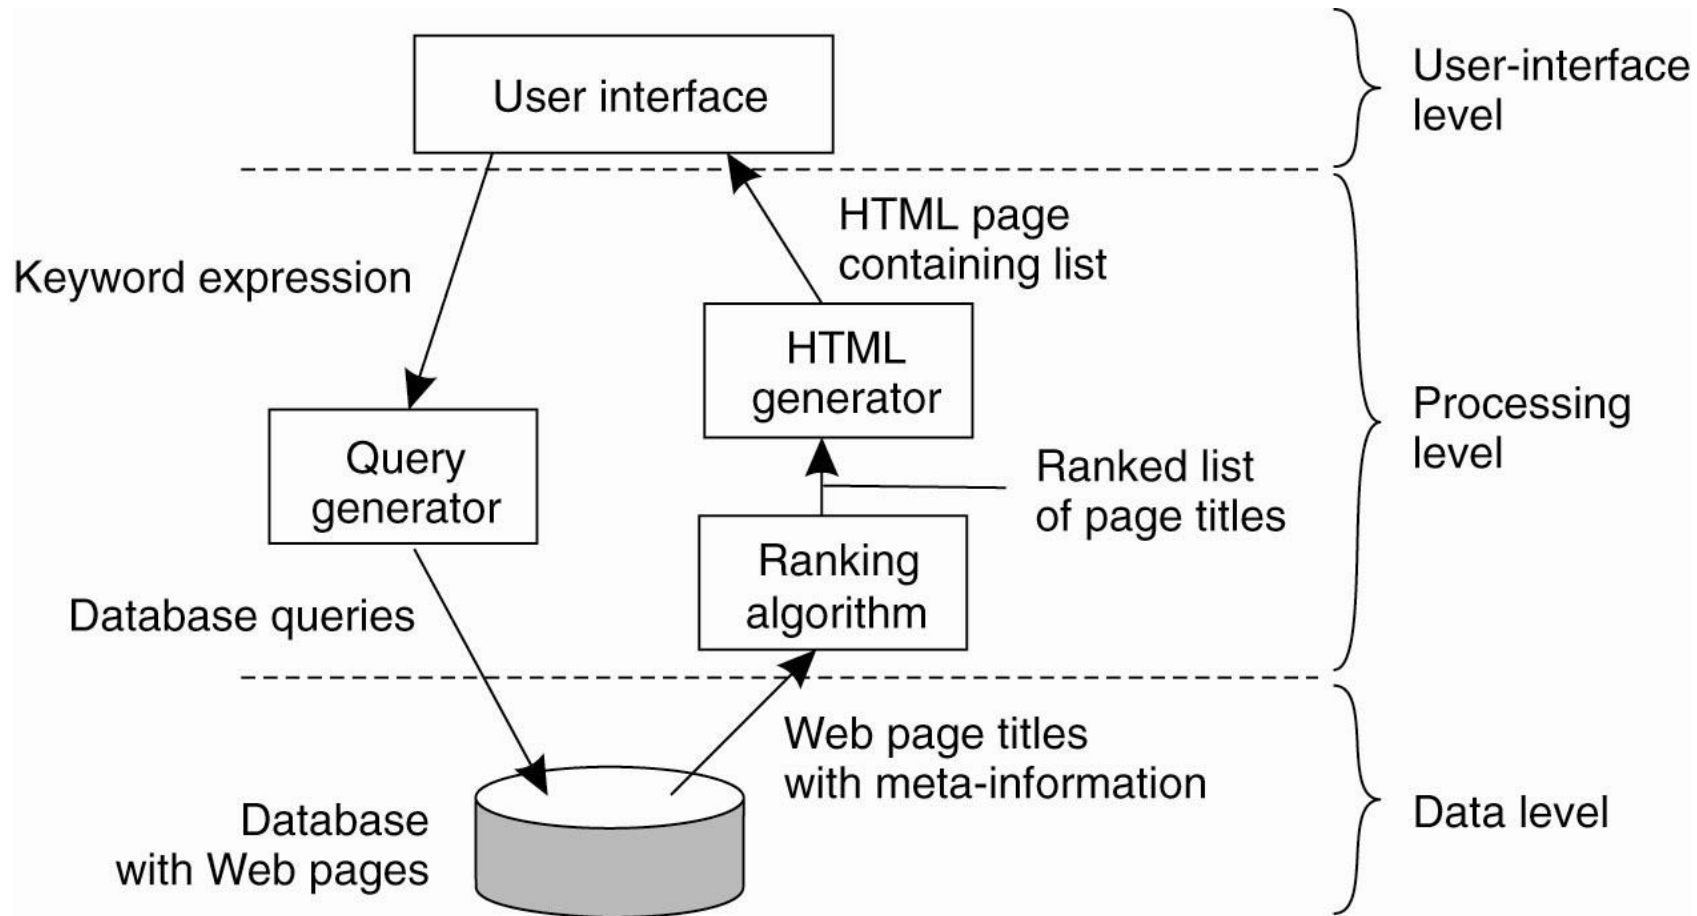 User interface
User-interface
level
HTML page
containing list
Keyword expression
HTML
generator
Processing
level
Query
generator
Ranked list
of page titles
Ranking
algorithm
Database queries
Web page titles
with meta-information
Database
with Web pages
Data level